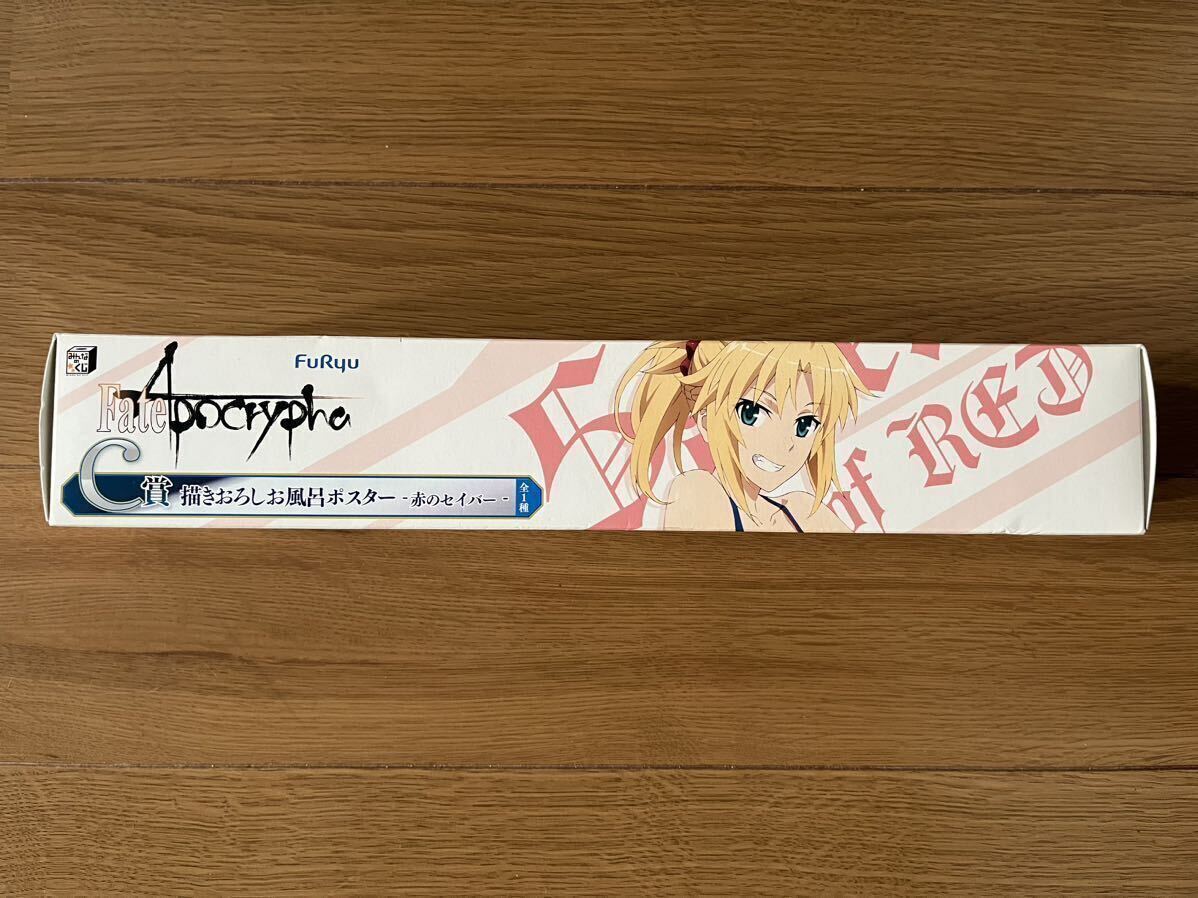 みんなのくじ
FuRyu
Fate Apocrypha
C賞 描きおろしお風呂ポスター -赤のセイバー-
全1種
of RED